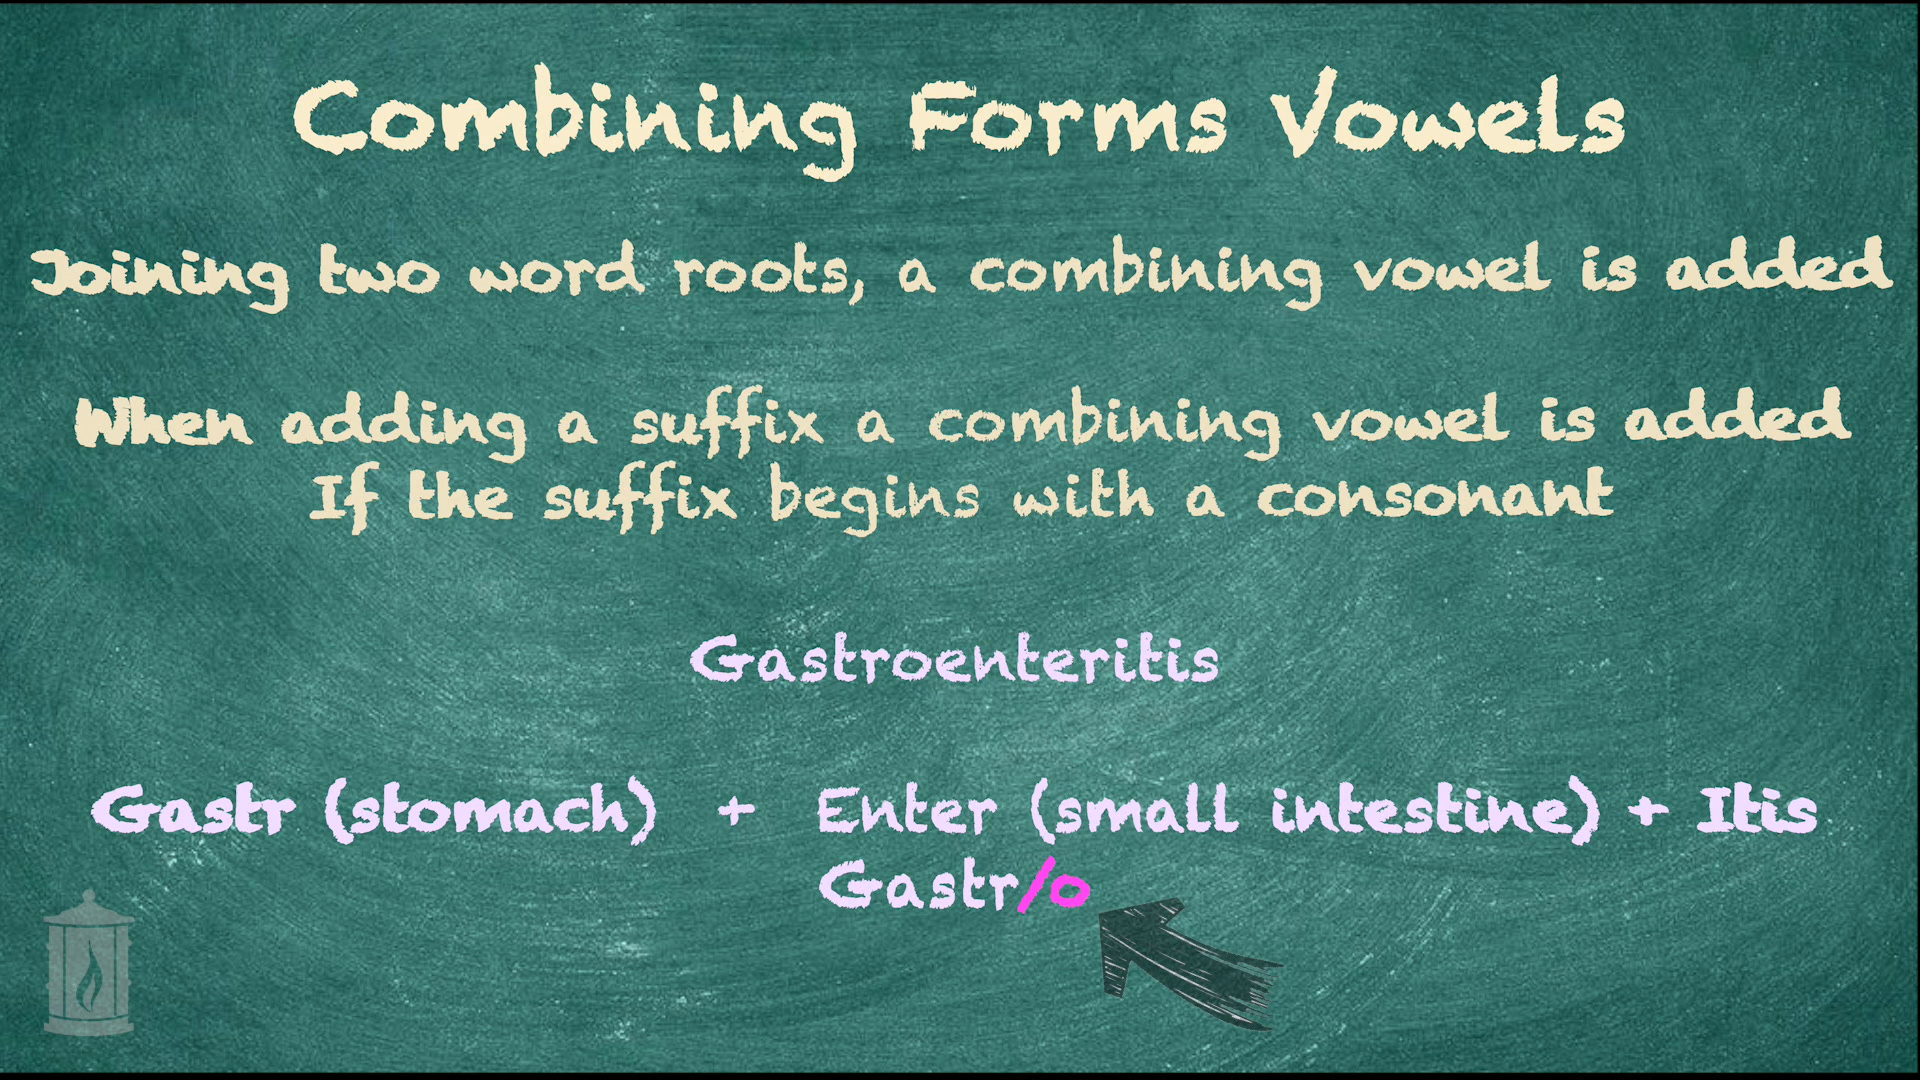 Combining Forms Vowels
Joining two word roots, a combining vowel is added
When adding a suffix a combining vowel is added
If the suffix begins with a consonant
Gastroenteritis
Gastr (stomach) + Enter (small intestine) + Itis
Gastr/o